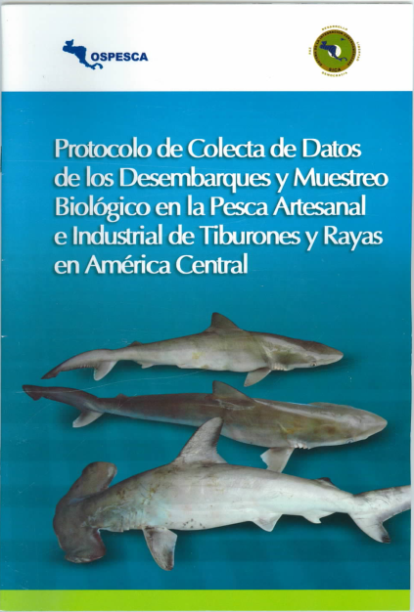 OSPESCA
Protocolo de Colecta de Datos
de los Desembarques y Muestreo
Biológico en la Pesca Artesanal
e Industrial de Tiburones y Rayas
en América Central